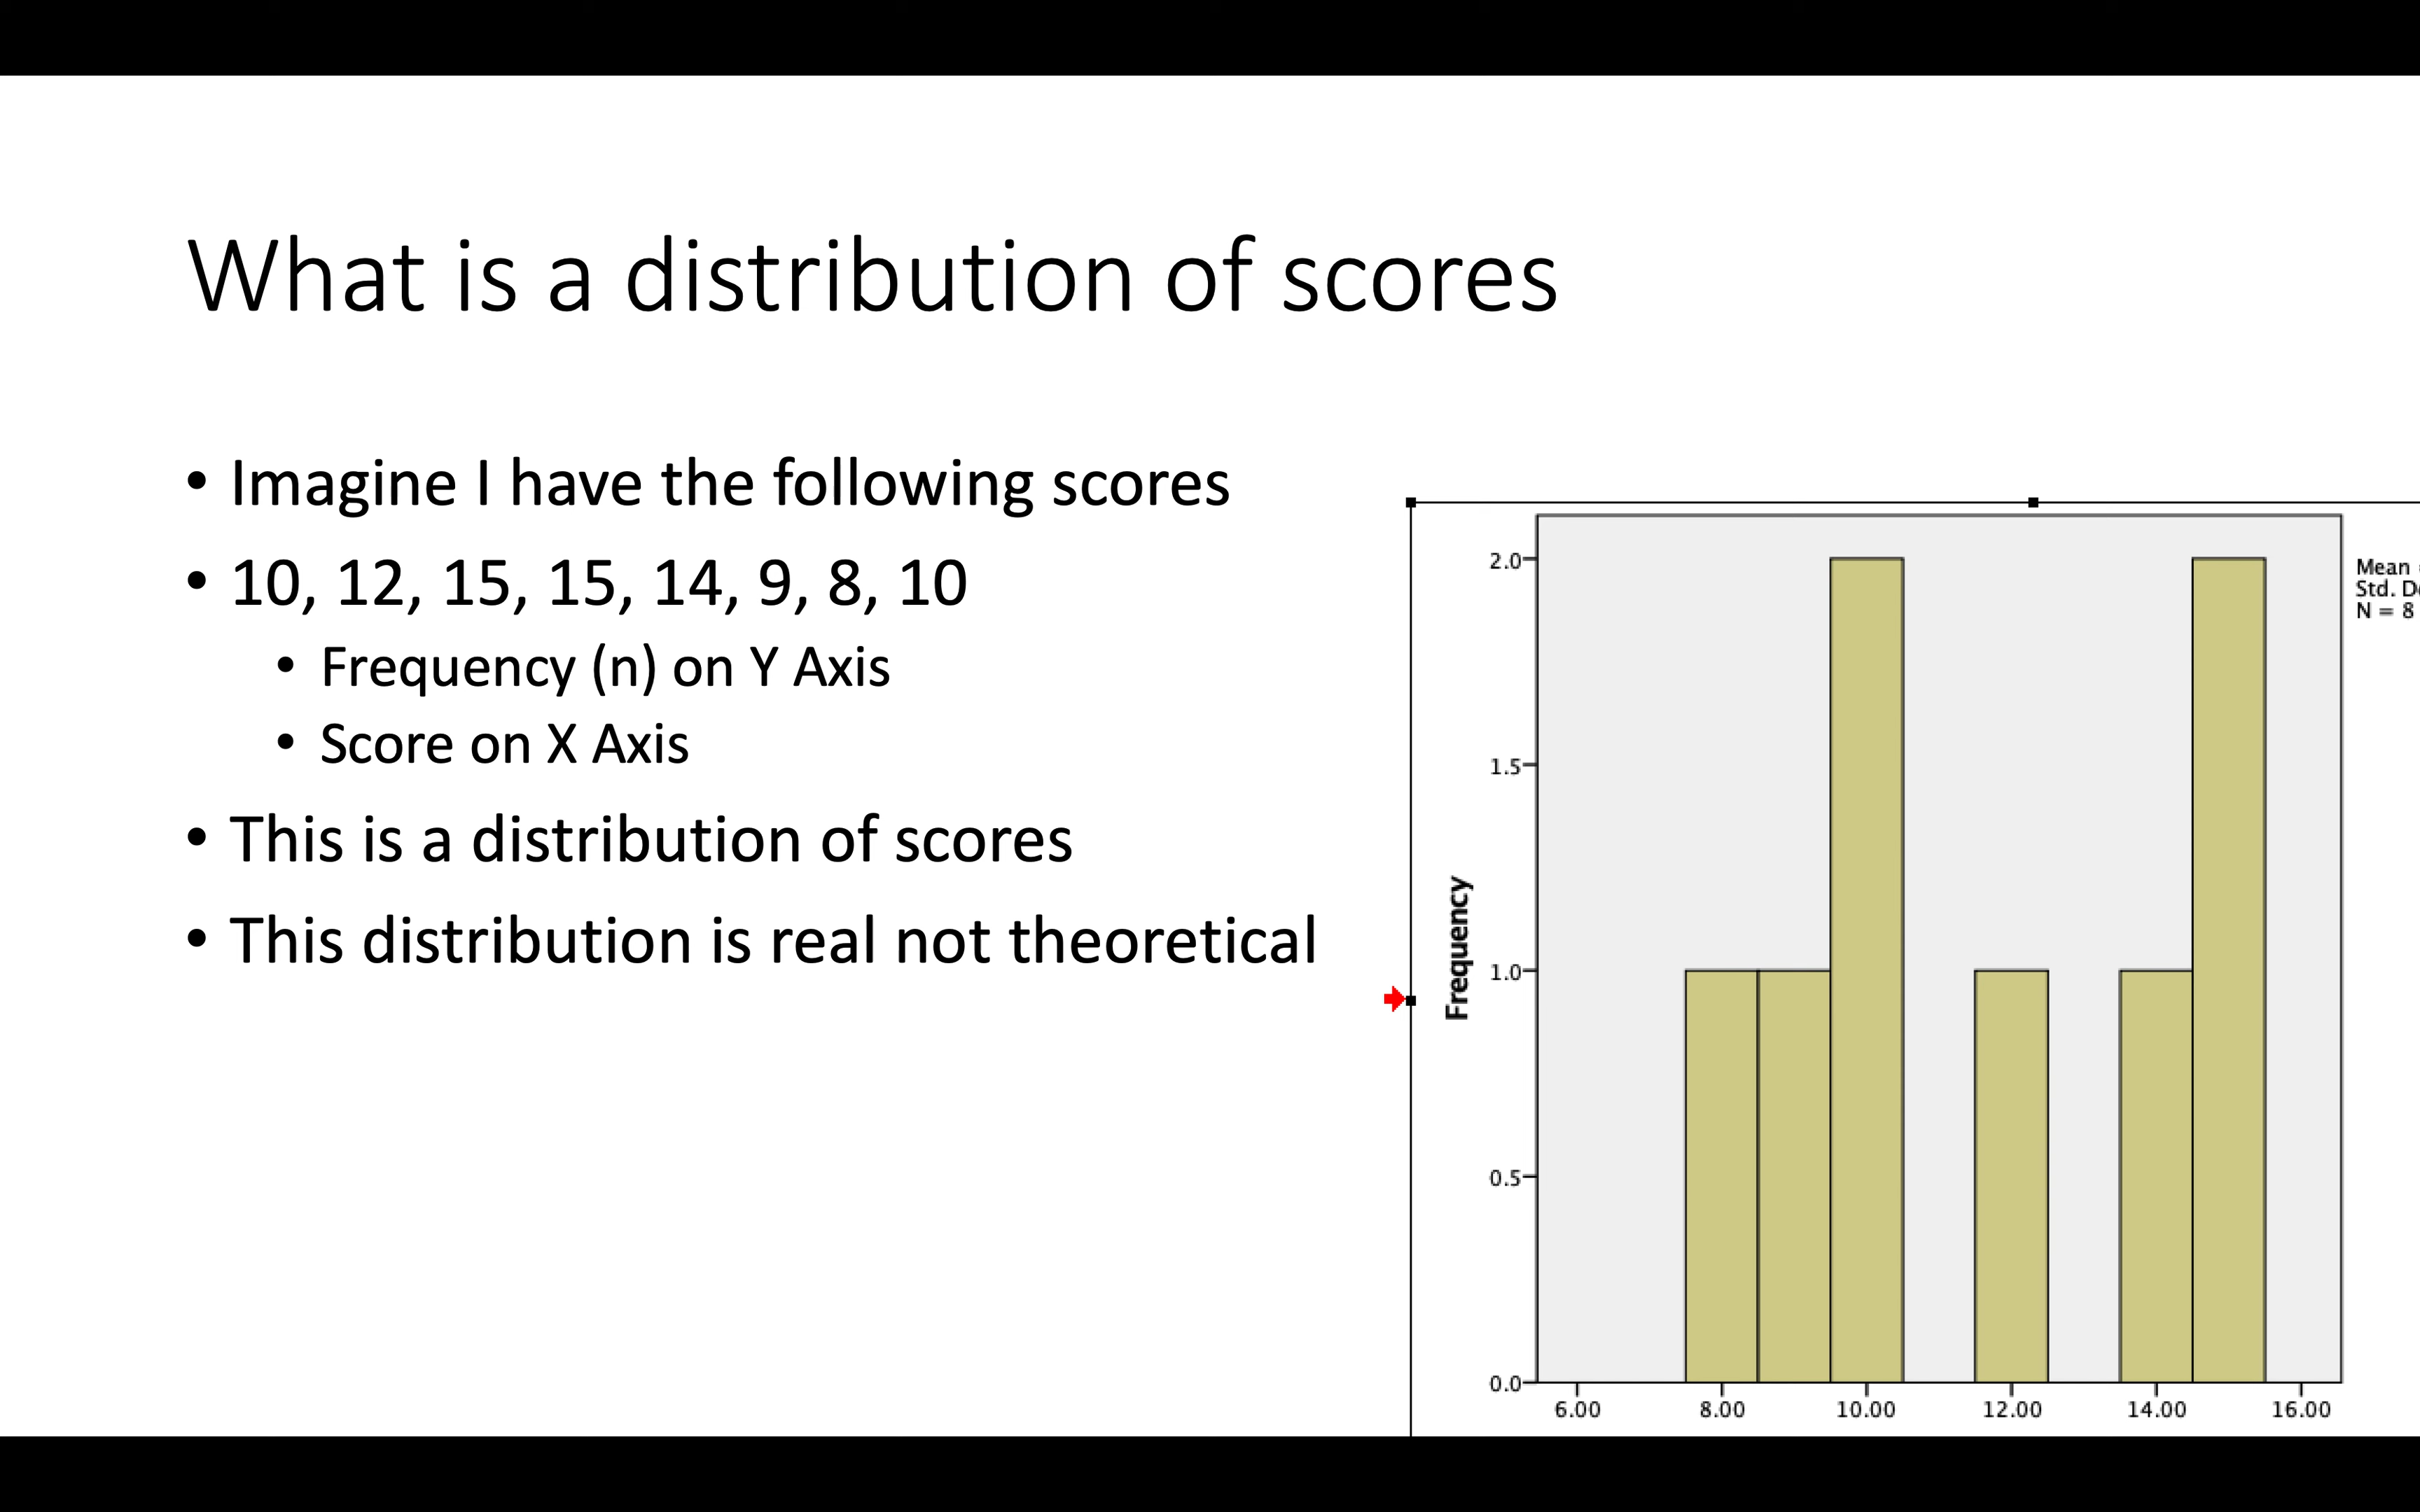 What is a distribution of scores
• Imagine I have the following scores
• 10, 12, 15, 15, 14, 9, 8, 10
• Frequency (n) on Y Axis
• Score on X Axis
• This is a distribution of scores
• This distribution is real not theoretical
Frequency
2.0
1.5
1.0
0.5
0.0
6.00 8.00 10.00 12.00 14.00 16.00
Mean
Std.
N = 8